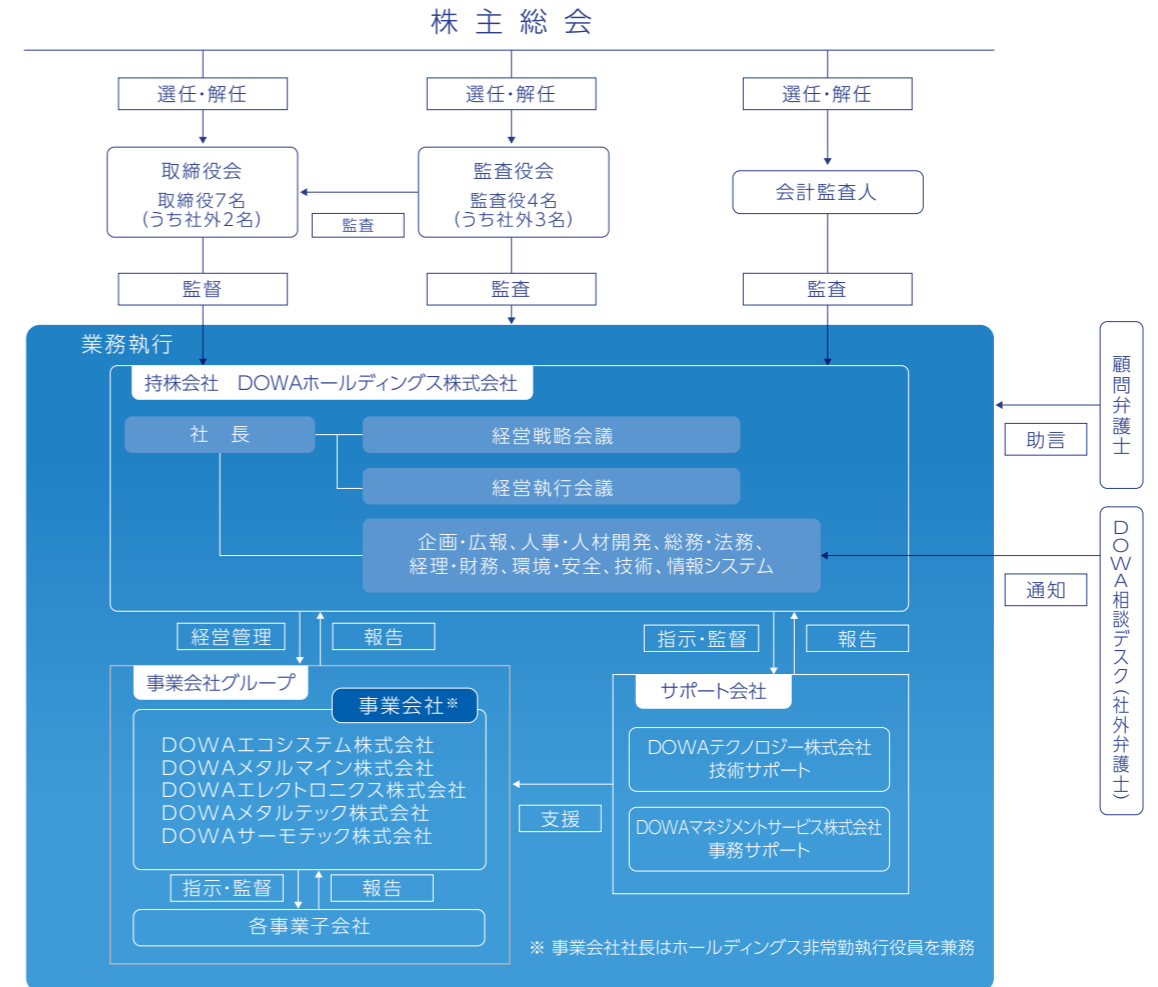 株主総会
選任・解任
選任・解任
選任・解任
取締役会
取締役7名
(うち社外2名)
監査
監査役会
監査役4名
(うち社外3名)
会計監査人
監督
監査
監査
業務執行
持株会社　DOWAホールディングス株式会社
社　長
経営戦略会議
経営執行会議
企画・広報、人事・人材開発、総務・法務、
経理・財務、環境・安全、技術、情報システム
顧問弁護士
助言
DOWA相談デスク(社外弁護士)
通知
経営管理
報告
指示・監督
報告
事業会社グループ
事業会社※
DOWAエコシステム株式会社
DOWAメタルマイン株式会社
DOWAエレクトロニクス株式会社
DOWAメタルテック株式会社
DOWAサーモテック株式会社
指示・監督
報告
各事業子会社
支援
サポート会社
DOWAテクノロジー株式会社
技術サポート
DOWAマネジメントサービス株式会社
事務サポート
※ 事業会社社長はホールディングス非常勤執行役員を兼務